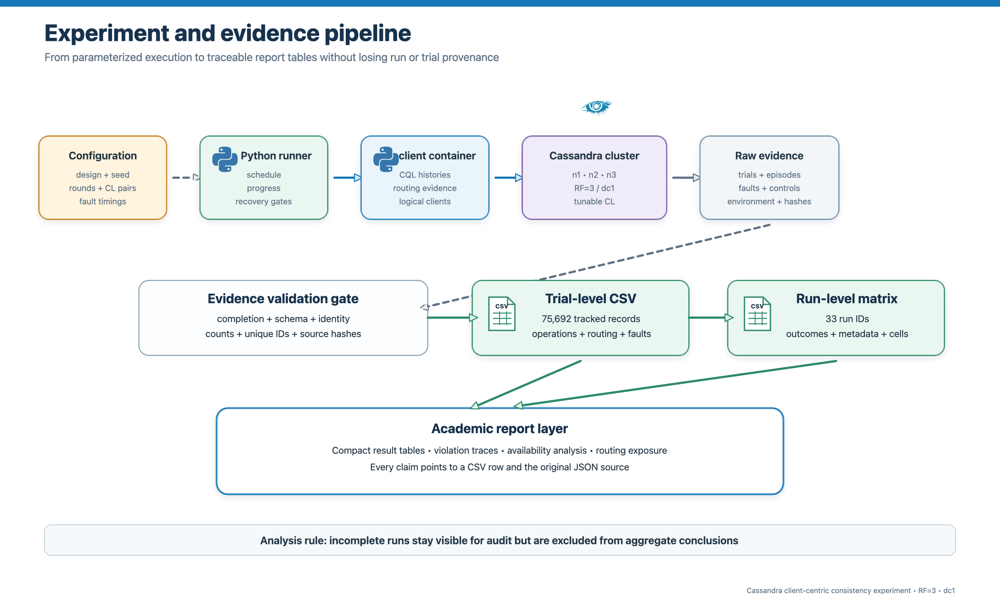 Experiment and evidence pipeline
From parameterized execution to traceable report tables without losing run or trial provenance
Configuration
design + seed
rounds + CL pairs
fault timings
Python runner
schedule
progress
recovery gates
client container
CQL histories
routing evidence
logical clients
Cassandra cluster
n1 • n2 • n3
RF=3 / dc1
tunable CL
Raw evidence
trials + episodes
faults + controls
environment + hashes
Evidence validation gate
completion + schema + identity
counts + unique IDs + source hashes
csv
Trial-level CSV
75,692 tracked records
operations + routing + faults
csv
Run-level matrix
33 run IDs
outcomes + metadata + cells
Academic report layer
Compact result tables • violation traces • availability analysis • routing exposure
Every claim points to a CSV row and the original JSON source
Analysis rule: incomplete runs stay visible for audit but are excluded from aggregate conclusions
Cassandra client-centric consistency experiment • RF=3 • dc1